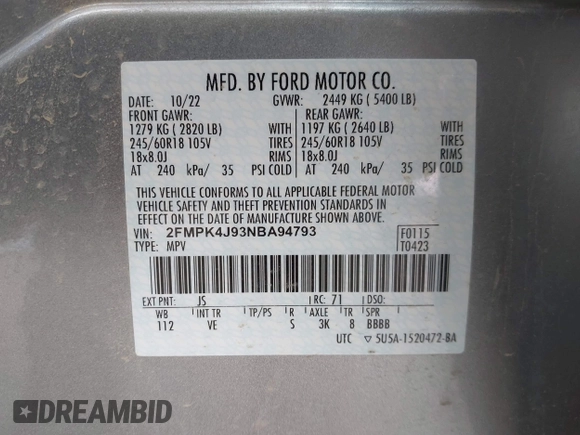 MFD. BY FORD MOTOR CO.
DATE: 10/22 GVWR: 2449 KG ( 5400 LB)
FRONT GAWR: REAR GAWR:
1279 KG ( 2820 LB) WITH 1197 KG ( 2640 LB) WITH
245/60R18 105V TIRES 245/60R18 105V TIRES
18x8.0J RIMS 18x8.0J RIMS
AT 240 kPa/ 35 PSI COLD AT 240 kPa/ 35 PSI COLD
THIS VEHICLE CONFORMS TO ALL APPLICABLE FEDERAL MOTOR
VEHICLE SAFETY AND THEFT PREVENTION STANDARDS IN
EFFECT ON THE DATE OF MANUFACTURE SHOWN ABOVE.
VIN: 2FMPK4J93NBA94793 F0115
TYPE: MPV T0423
EXT PNT: JS RC: 71 DSO:
WB INT TR TP/PS R AXLE TR SPR
112 VE S 3K 8 BBBB
UTC ▽ 5U5A-1520472-BA
DREAMBID